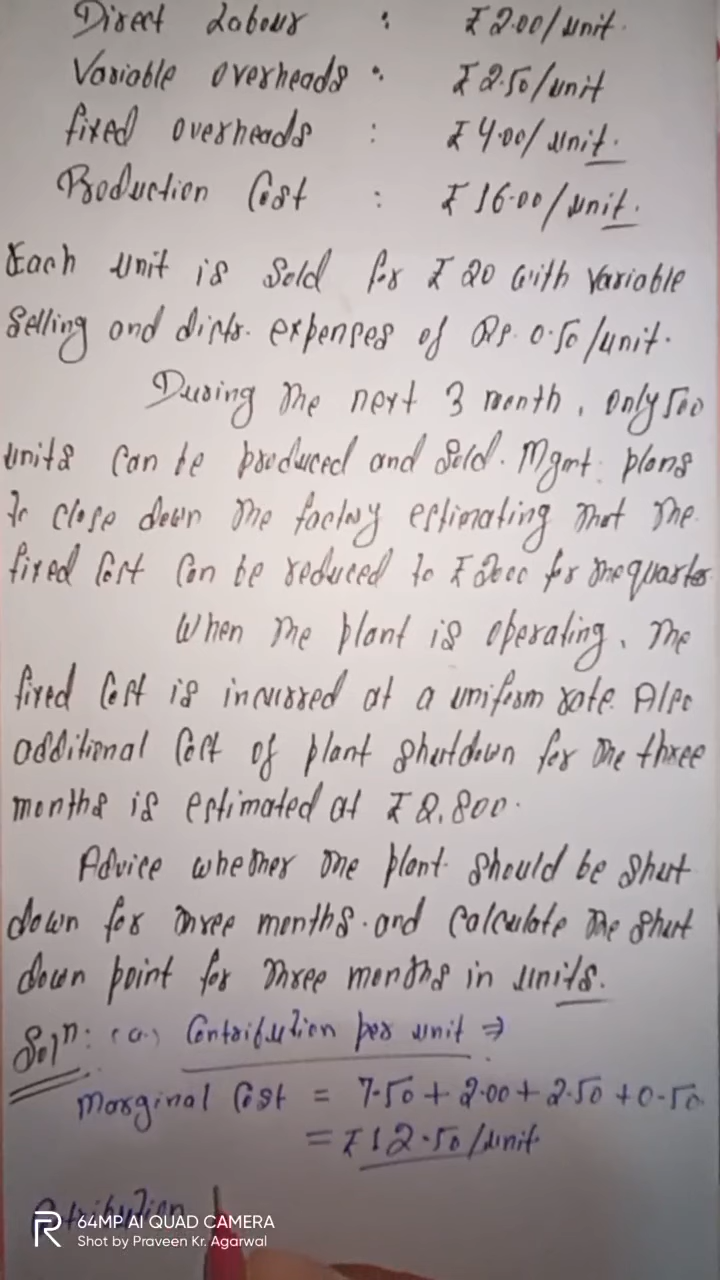 Direct Labour : ₹2.00/unit.
Variable overheads : ₹2.50/unit
fixed overheads : ₹4.00/unit.
Production Cost : ₹16.00/unit.
Each unit is Sold for ₹20 with Variable
Selling and distr. expenses of Rs. 0.50/unit.
During the next 3 month, only 500
units can be produced and Sold. Mgmt. plans
to close down the factory estimating that the
fixed Cost Can be reduced to ₹2000 for the quarter
When the plant is operating, the
fixed Cost is incurred at a uniform rate. Also
additional Cost of plant shutdown for the three
months is estimated at ₹2,800.
Advice whether the plant should be shut
down for three months and calculate the shut
down point for three months in units.
Solⁿ: (a) Contribution per unit ⇒
Marginal Cost = 7.50 + 2.00 + 2.50 + 0.50
= ₹12.50/unit
64MP AI QUAD CAMERA
Shot by Praveen Kr. Agarwal